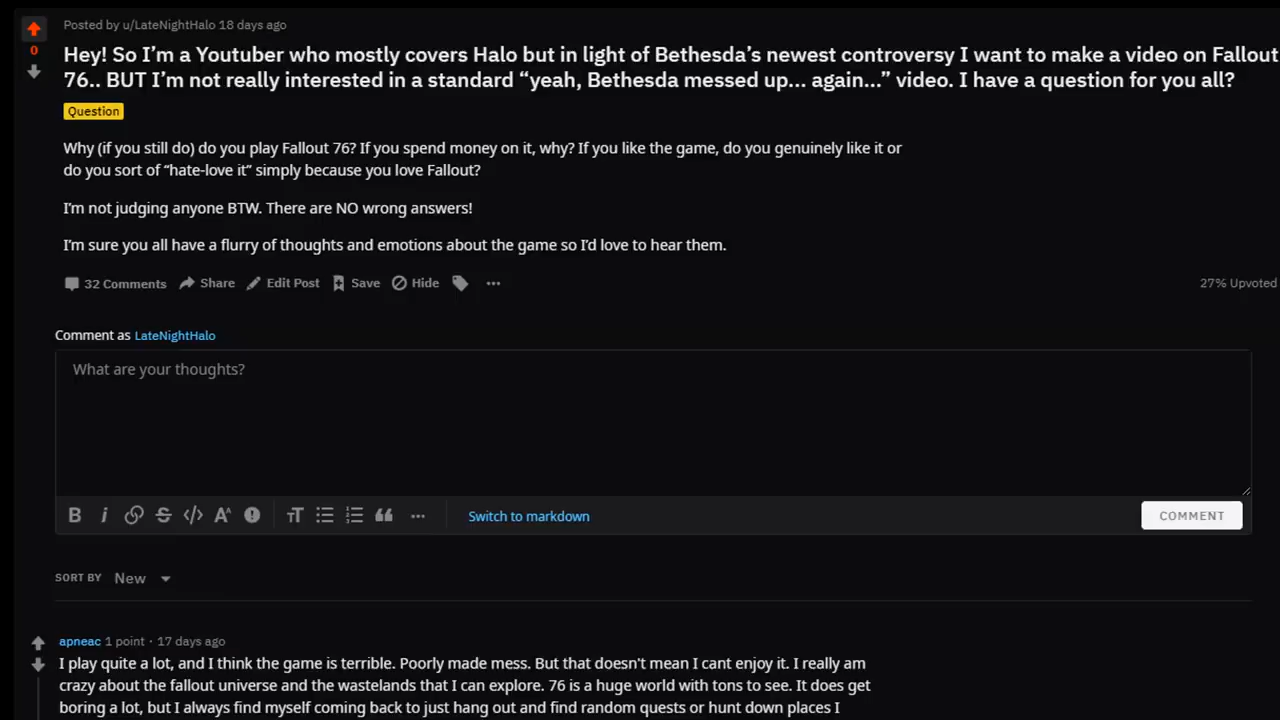 Posted by u/LateNightHalo 18 days ago
0
Hey! So I’m a Youtuber who mostly covers Halo but in light of Bethesda’s newest controversy I want to make a video on Fallout
76.. BUT I’m not really interested in a standard “yeah, Bethesda messed up... again...” video. I have a question for you all?
Question
Why (if you still do) do you play Fallout 76? If you spend money on it, why? If you like the game, do you genuinely like it or
do you sort of “hate-love it” simply because you love Fallout?
I’m not judging anyone BTW. There are NO wrong answers!
I’m sure you all have a flurry of thoughts and emotions about the game so I’d love to hear them.
32 Comments Share Edit Post Save Hide ••• 27% Upvoted
Comment as LateNightHalo
What are your thoughts?
Switch to markdown
COMMENT
SORT BY New
apneac 1 point · 17 days ago
I play quite a lot, and I think the game is terrible. Poorly made mess. But that doesn't mean I cant enjoy it. I really am
crazy about the fallout universe and the wastelands that I can explore. 76 is a huge world with tons to see. It does get
boring a lot, but I always find myself coming back to just hang out and find random quests or hunt down places I